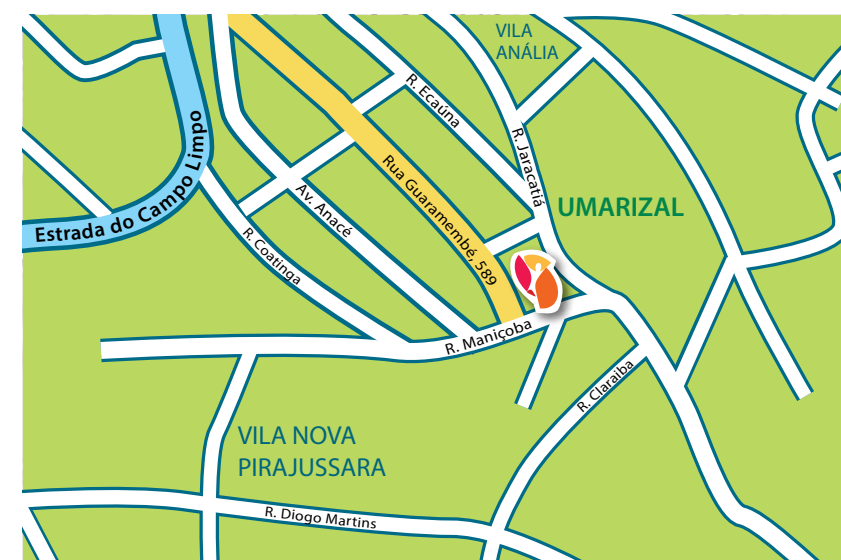 VILA
ANÁLIA
R. Ecaúna
R. Jaracatiá
Estrada do Campo Limpo
Rua Guaramembé, 589
Av. Anacé
UMARIZAL
R. Coatinga
R. Maniçoba
R. Claraiba
VILA NOVA
PIRAJUSSARA
R. Diogo Martins